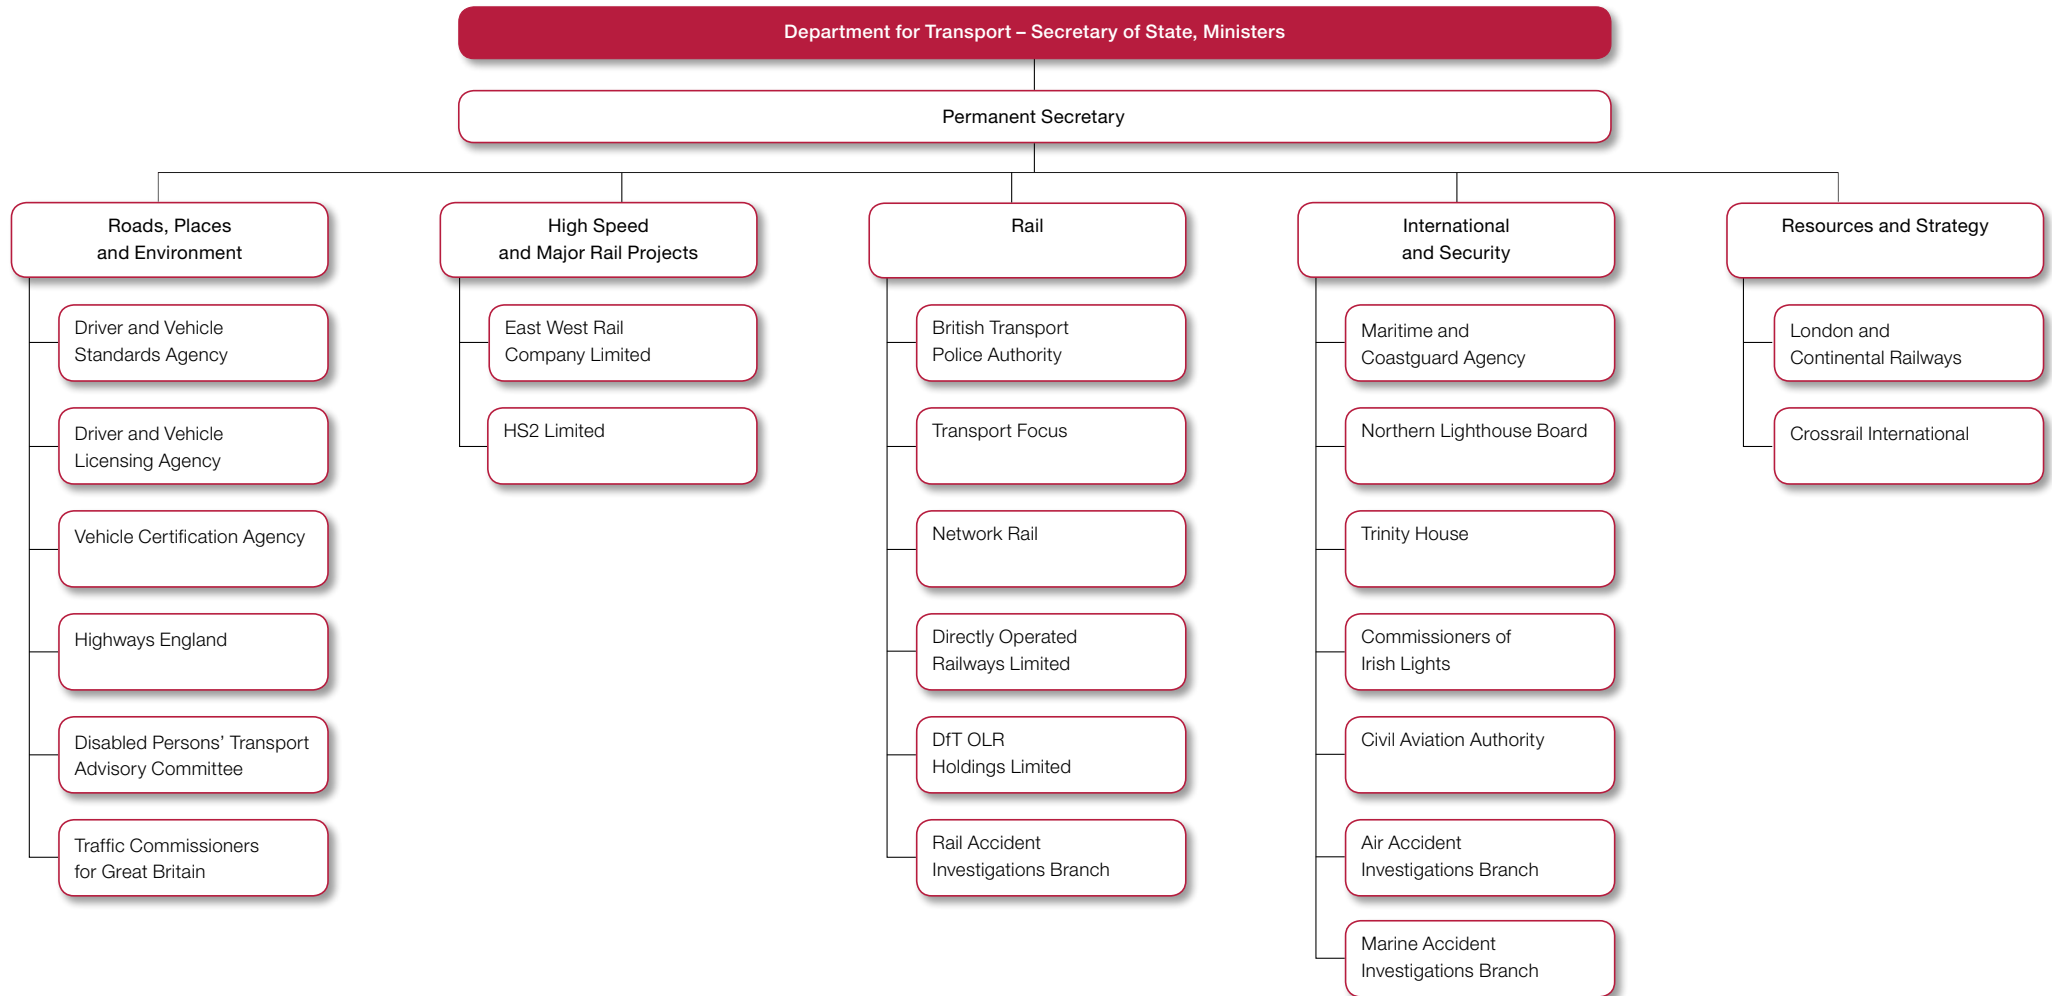 Department for Transport – Secretary of State, Ministers
Permanent Secretary
Roads, Places
and Environment
Driver and Vehicle
Standards Agency
Driver and Vehicle
Licensing Agency
Vehicle Certification Agency
Highways England
Disabled Persons’ Transport
Advisory Committee
Traffic Commissioners
for Great Britain
High Speed
and Major Rail Projects
East West Rail
Company Limited
HS2 Limited
Rail
British Transport
Police Authority
Transport Focus
Network Rail
Directly Operated
Railways Limited
DfT OLR
Holdings Limited
Rail Accident
Investigations Branch
International
and Security
Maritime and
Coastguard Agency
Northern Lighthouse Board
Trinity House
Commissioners of
Irish Lights
Civil Aviation Authority
Air Accident
Investigations Branch
Marine Accident
Investigations Branch
Resources and Strategy
London and
Continental Railways
Crossrail International